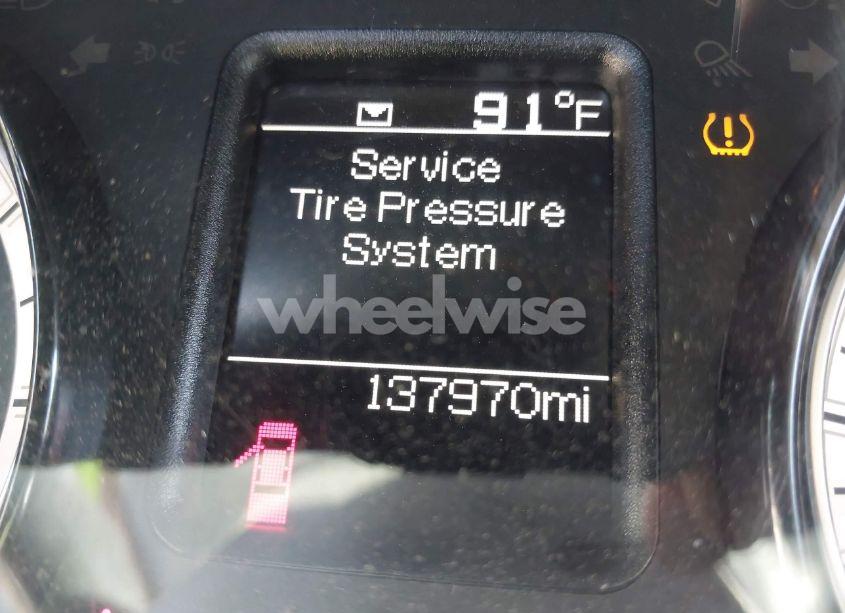 91°F
Service
Tire Pressure
System
wheelwise
137970mi